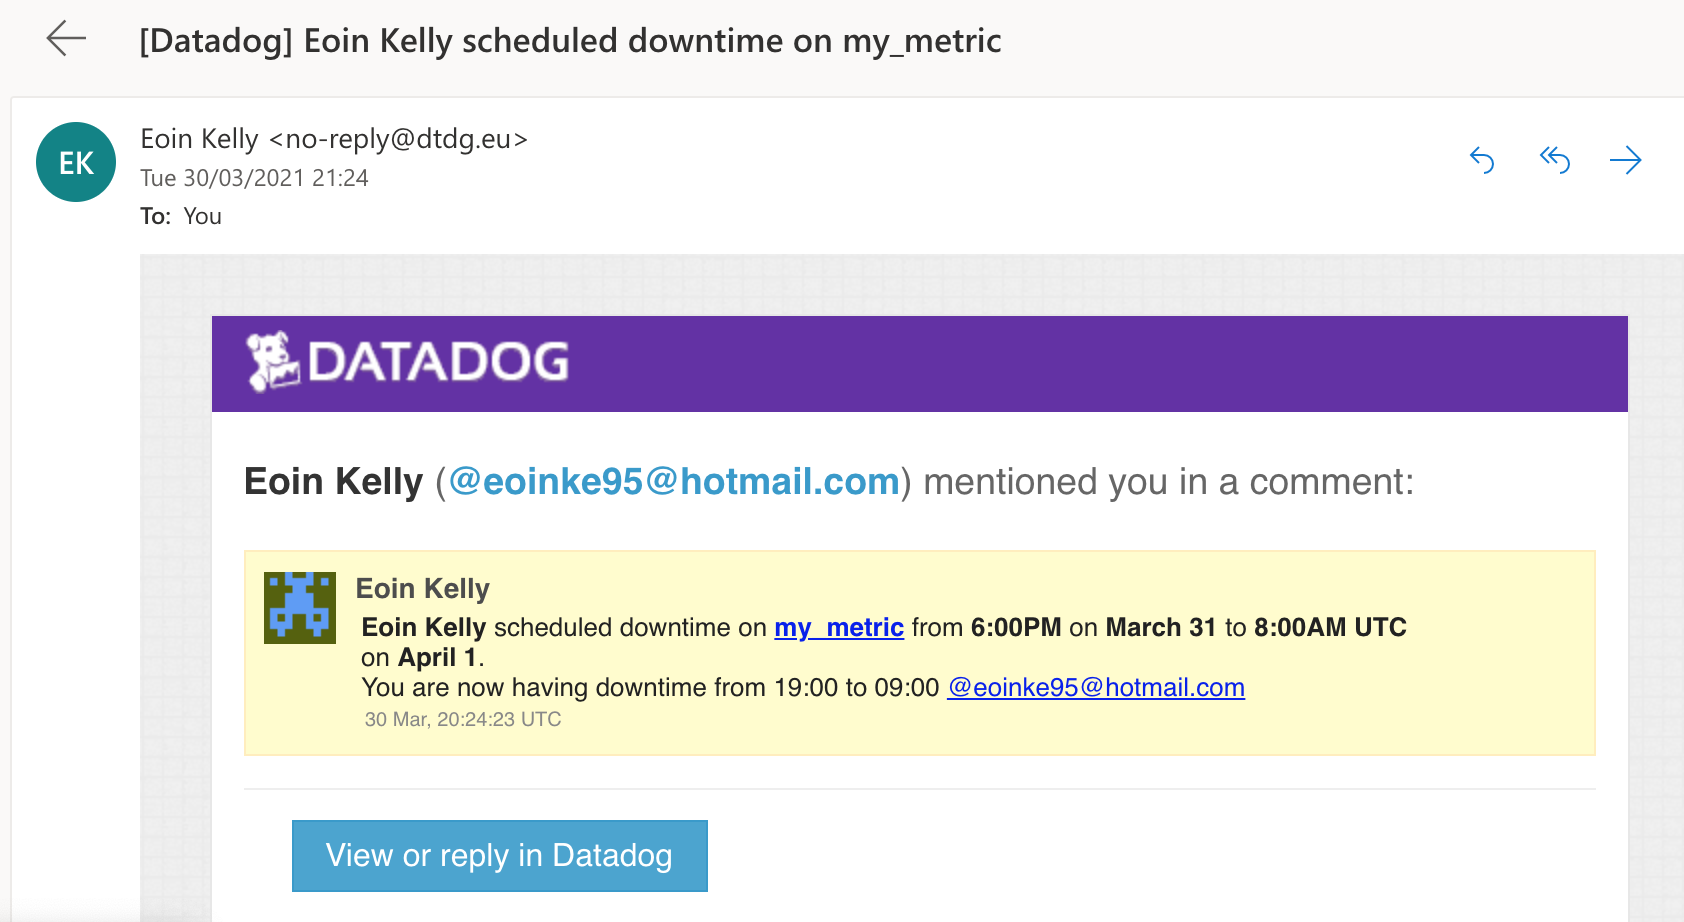 [Datadog] Eoin Kelly scheduled downtime on my_metric
EK
Eoin Kelly <no-reply@dtdg.eu>
Tue 30/03/2021 21:24
To: You
DATADOG
Eoin Kelly (@eoinke95@hotmail.com) mentioned you in a comment:
Eoin Kelly
Eoin Kelly scheduled downtime on my_metric from 6:00PM on March 31 to 8:00AM UTC
on April 1.
You are now having downtime from 19:00 to 09:00 @eoinke95@hotmail.com
30 Mar, 20:24:23 UTC
View or reply in Datadog